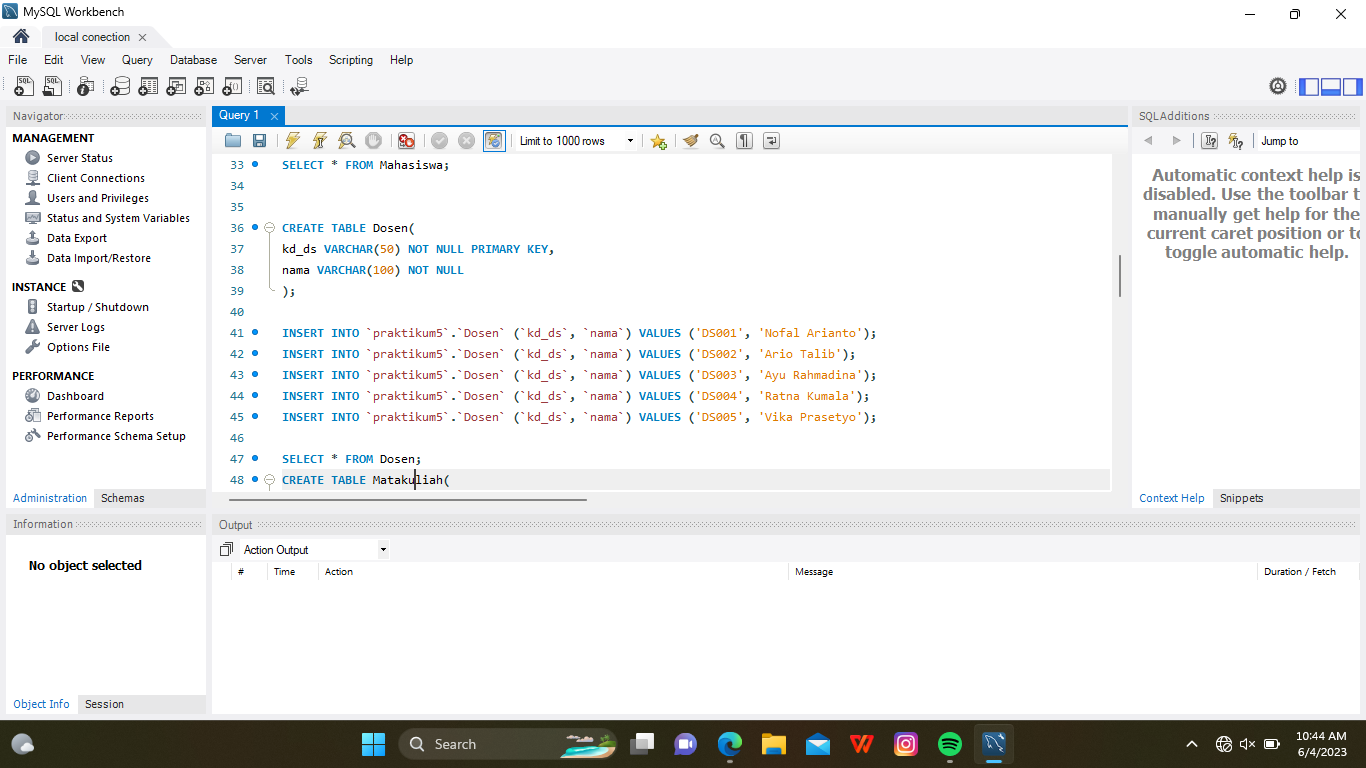 MySQL Workbench
local conection
File Edit View Query Database Server Tools Scripting Help
Navigator
MANAGEMENT
Server Status
Client Connections
Users and Privileges
Status and System Variables
Data Export
Data Import/Restore
INSTANCE
Startup / Shutdown
Server Logs
Options File
PERFORMANCE
Dashboard
Performance Reports
Performance Schema Setup
Administration Schemas
Information
No object selected
Object Info Session
Query 1
Limit to 1000 rows
33 SELECT * FROM Mahasiswa;
34
35
36 CREATE TABLE Dosen(
37 kd_ds VARCHAR(50) NOT NULL PRIMARY KEY,
38 nama VARCHAR(100) NOT NULL
39 );
40
41 INSERT INTO `praktikum5`.`Dosen` (`kd_ds`, `nama`) VALUES ('DS001', 'Nofal Arianto');
42 INSERT INTO `praktikum5`.`Dosen` (`kd_ds`, `nama`) VALUES ('DS002', 'Ario Talib');
43 INSERT INTO `praktikum5`.`Dosen` (`kd_ds`, `nama`) VALUES ('DS003', 'Ayu Rahmadina');
44 INSERT INTO `praktikum5`.`Dosen` (`kd_ds`, `nama`) VALUES ('DS004', 'Ratna Kumala');
45 INSERT INTO `praktikum5`.`Dosen` (`kd_ds`, `nama`) VALUES ('DS005', 'Vika Prasetyo');
46
47 SELECT * FROM Dosen;
48 CREATE TABLE Matakuliah(
SQLAdditions
Jump to
Automatic context help is
disabled. Use the toolbar t
manually get help for the
current caret position or to
toggle automatic help.
Context Help Snippets
Output
Action Output
# Time Action Message Duration / Fetch
Search
10:44 AM
6/4/2023